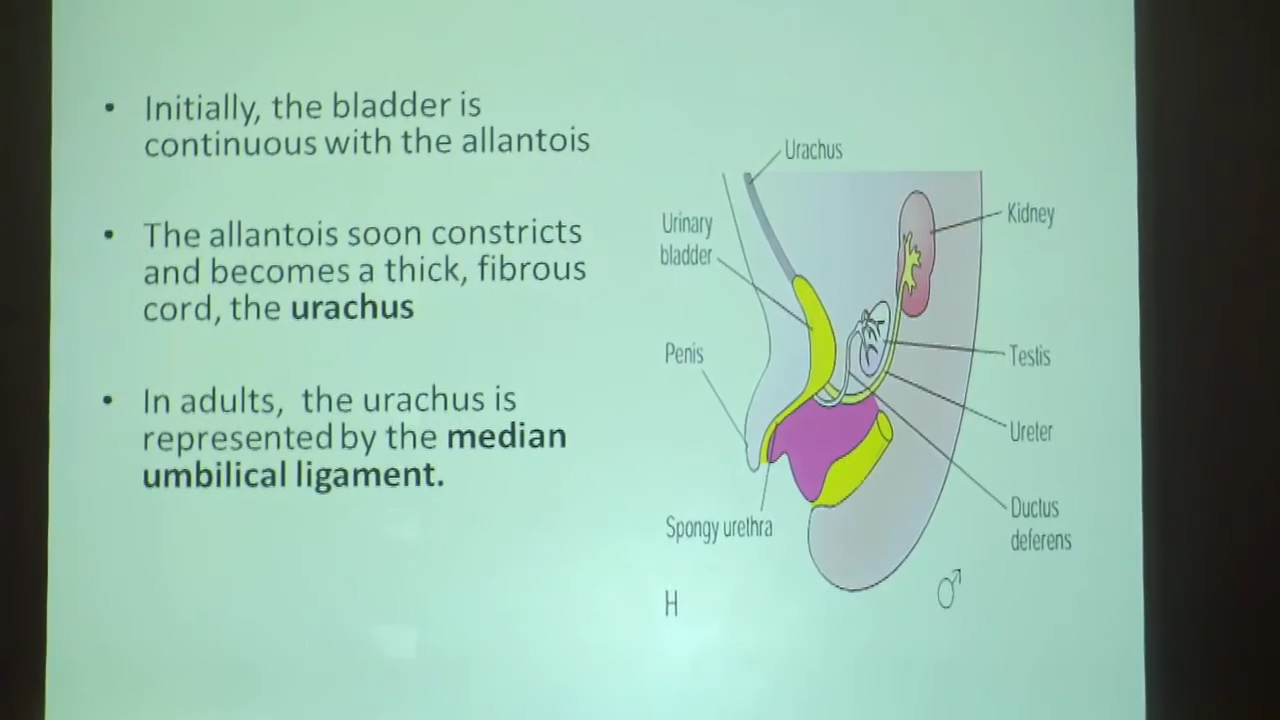 • Initially, the bladder is
continuous with the allantois
• The allantois soon constricts
and becomes a thick, fibrous
cord, the urachus
• In adults, the urachus is
represented by the median
umbilical ligament.
Urachus
Urinary
bladder
Kidney
Penis
Testis
Ureter
Spongy urethra
Ductus
deferens
H
♂